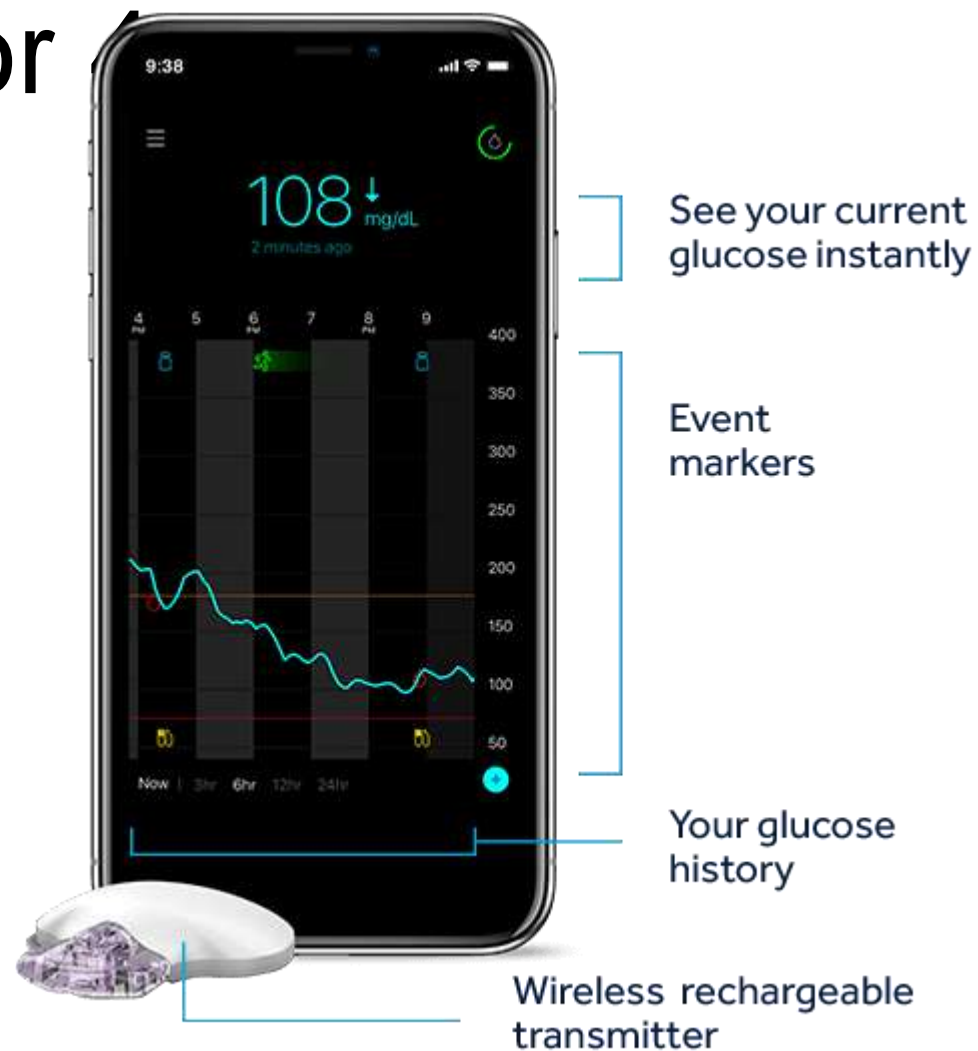 or
9:38
108
mg/dL
2 minutes ago
See your current
glucose instantly
4 5 6 7 8 9
PM PM PM
400
350
300
250
200
150
100
50
Event
markers
Now | 3hr 6hr 12hr 24hr
Your glucose
history
Wireless rechargeable
transmitter